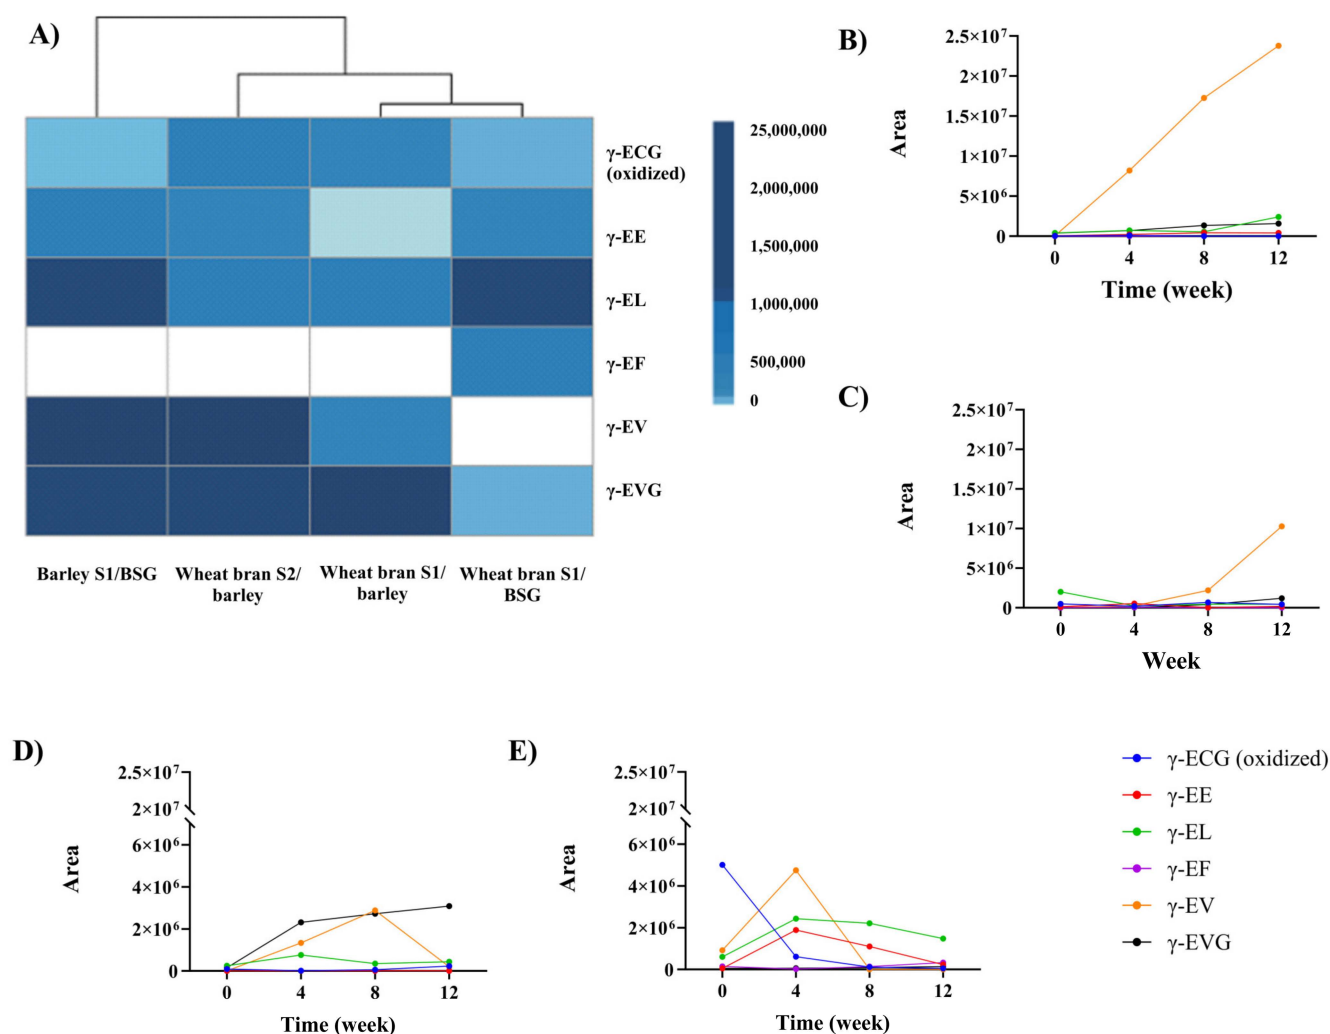 A)
γ-ECG
(oxidized)
γ-EE
γ-EL
γ-EF
γ-EV
γ-EVG
Barley S1/BSG
Wheat bran S2/
barley
Wheat bran S1/
barley
Wheat bran S1/
BSG
25,000,000
2,000,000
1,500,000
1,000,000
500,000
0
B)
Area
2.5×10⁷
2×10⁷
1.5×10⁷
1×10⁷
5×10⁶
0
0 4 8 12
Time (week)
C)
Area
2.5×10⁷
2×10⁷
1.5×10⁷
1×10⁷
5×10⁶
0
0 4 8 12
Week
D)
Area
2.5×10⁷
2×10⁷
6×10⁶
4×10⁶
2×10⁶
0
0 4 8 12
Time (week)
E)
Area
2.5×10⁷
2×10⁷
6×10⁶
4×10⁶
2×10⁶
0
0 4 8 12
Time (week)
γ-ECG (oxidized)
γ-EE
γ-EL
γ-EF
γ-EV
γ-EVG